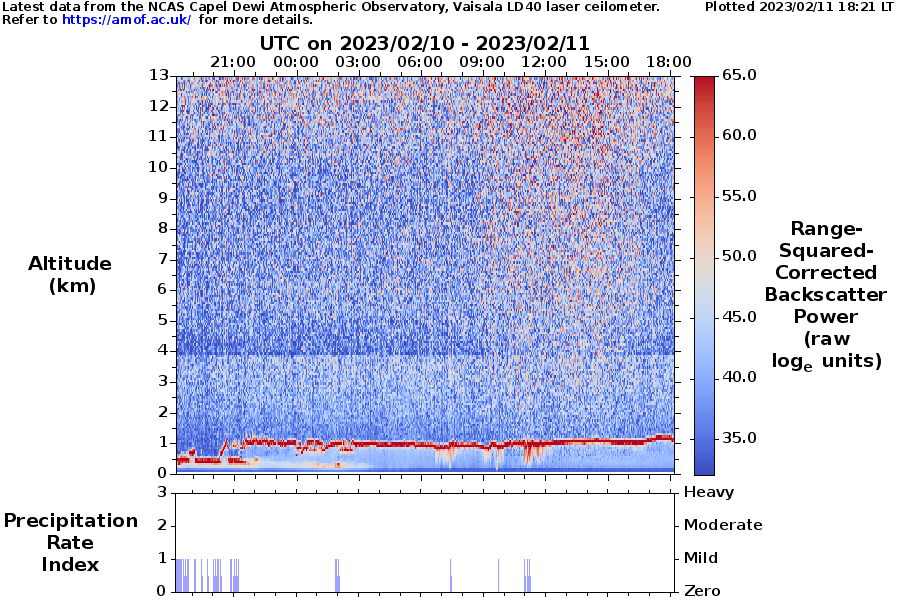 Latest data from the NCAS Capel Dewi Atmospheric Observatory, Vaisala LD40 laser ceilometer.
Plotted 2023/02/11 18:21 LT
Refer to https://amof.ac.uk/ for more details.
UTC on 2023/02/10 - 2023/02/11
21:00 00:00 03:00 06:00 09:00 12:00 15:00 18:00
13
12
11
10
9
8
7
6
5
4
3
2
1
0
Altitude
(km)
65.0
60.0
55.0
50.0
45.0
40.0
35.0
Range-
Squared-
Corrected
Backscatter
Power
(raw
logₑ units)
3
2
1
0
Precipitation
Rate
Index
Heavy
Moderate
Mild
Zero